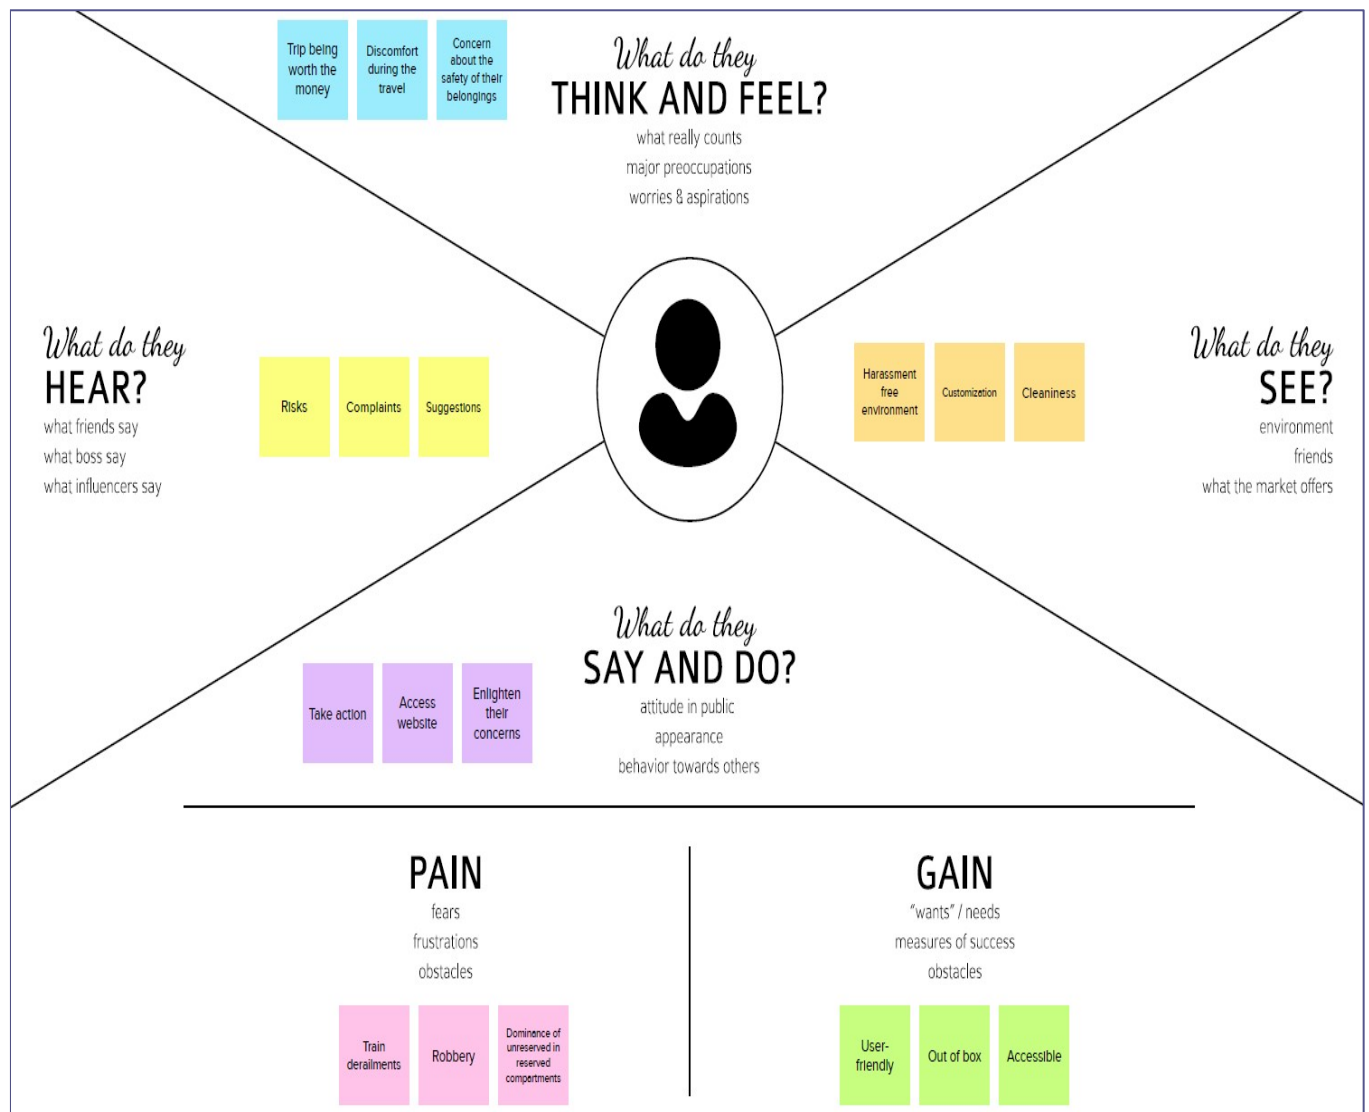 Trip being
worth the
money
Discomfort
during the
travel
Concern
about the
safety of their
belongings
What do they
THINK AND FEEL?
what really counts
major preoccupations
worries & aspirations
What do they
HEAR?
what friends say
what boss say
what influencers say
Risks
Complaints
Suggestions
Harassment
free
environment
Customization
Cleaniness
What do they
SEE?
environment
friends
what the market offers
What do they
SAY AND DO?
attitude in public
appearance
behavior towards others
Take action
Access
website
Enlighten
their
concerns
PAIN
fears
frustrations
obstacles
Train
derailments
Robbery
Dominance of
unreserved in
reserved
compartments
GAIN
"wants" / needs
measures of success
obstacles
User-
friendly
Out of box
Accessible